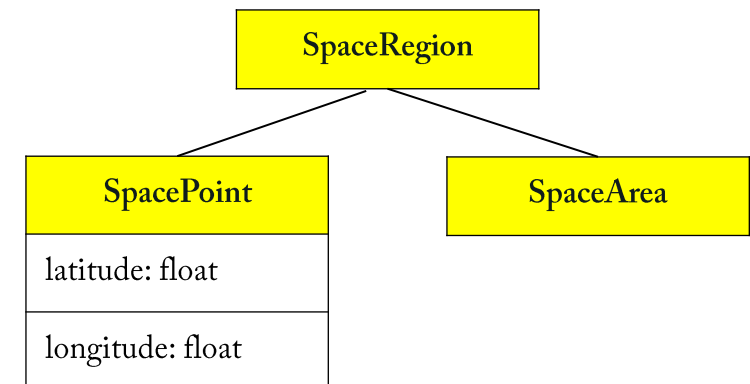 SpaceRegion
SpacePoint
SpaceArea
latitude: float
longitude: float